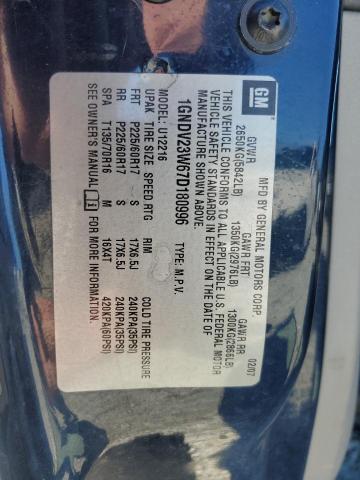 GM
MFD BY GENERAL MOTORS CORP.
02/07
GVWR GAWR FRT GAWR RR
2650KG(5842LB) 1350KG(2976LB) 1300KG(2866LB)
THIS VEHICLE CONFORMS TO ALL APPLICABLE U.S. FEDERAL MOTOR
VEHICLE SAFETY STANDARDS IN EFFECT ON THE DATE OF
MANUFACTURE SHOWN ABOVE.
1GNDV23W67D180996 TYPE: M.P.V.
MODEL: U12216
UPAK TIRE SIZE SPEED RTG RIM COLD TIRE PRESSURE
FRT P225/60R17 S 17X6.5J 240KPA(35PSI)
RR P225/60R17 S 17X6.5J 240KPA(35PSI)
SPA T135/70R16 M 16X4T 420KPA(60PSI)
SEE OWNER'S MANUAL FOR MORE INFORMATION.